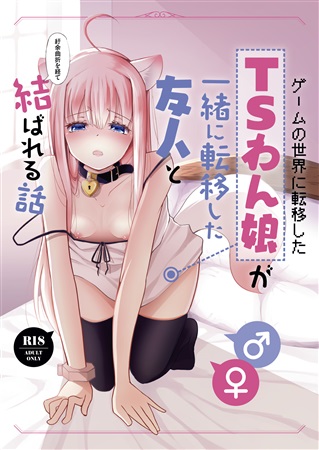 ゲームの世界に転移した
TSわん娘が
一緒に転移した
友人と
紆余曲折を経て
結ばれる話
R18
ADULT
ONLY